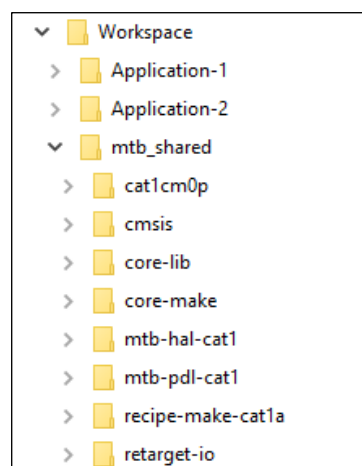 Workspace
Application-1
Application-2
mtb_shared
cat1cm0p
cmsis
core-lib
core-make
mtb-hal-cat1
mtb-pdl-cat1
recipe-make-cat1a
retarget-io